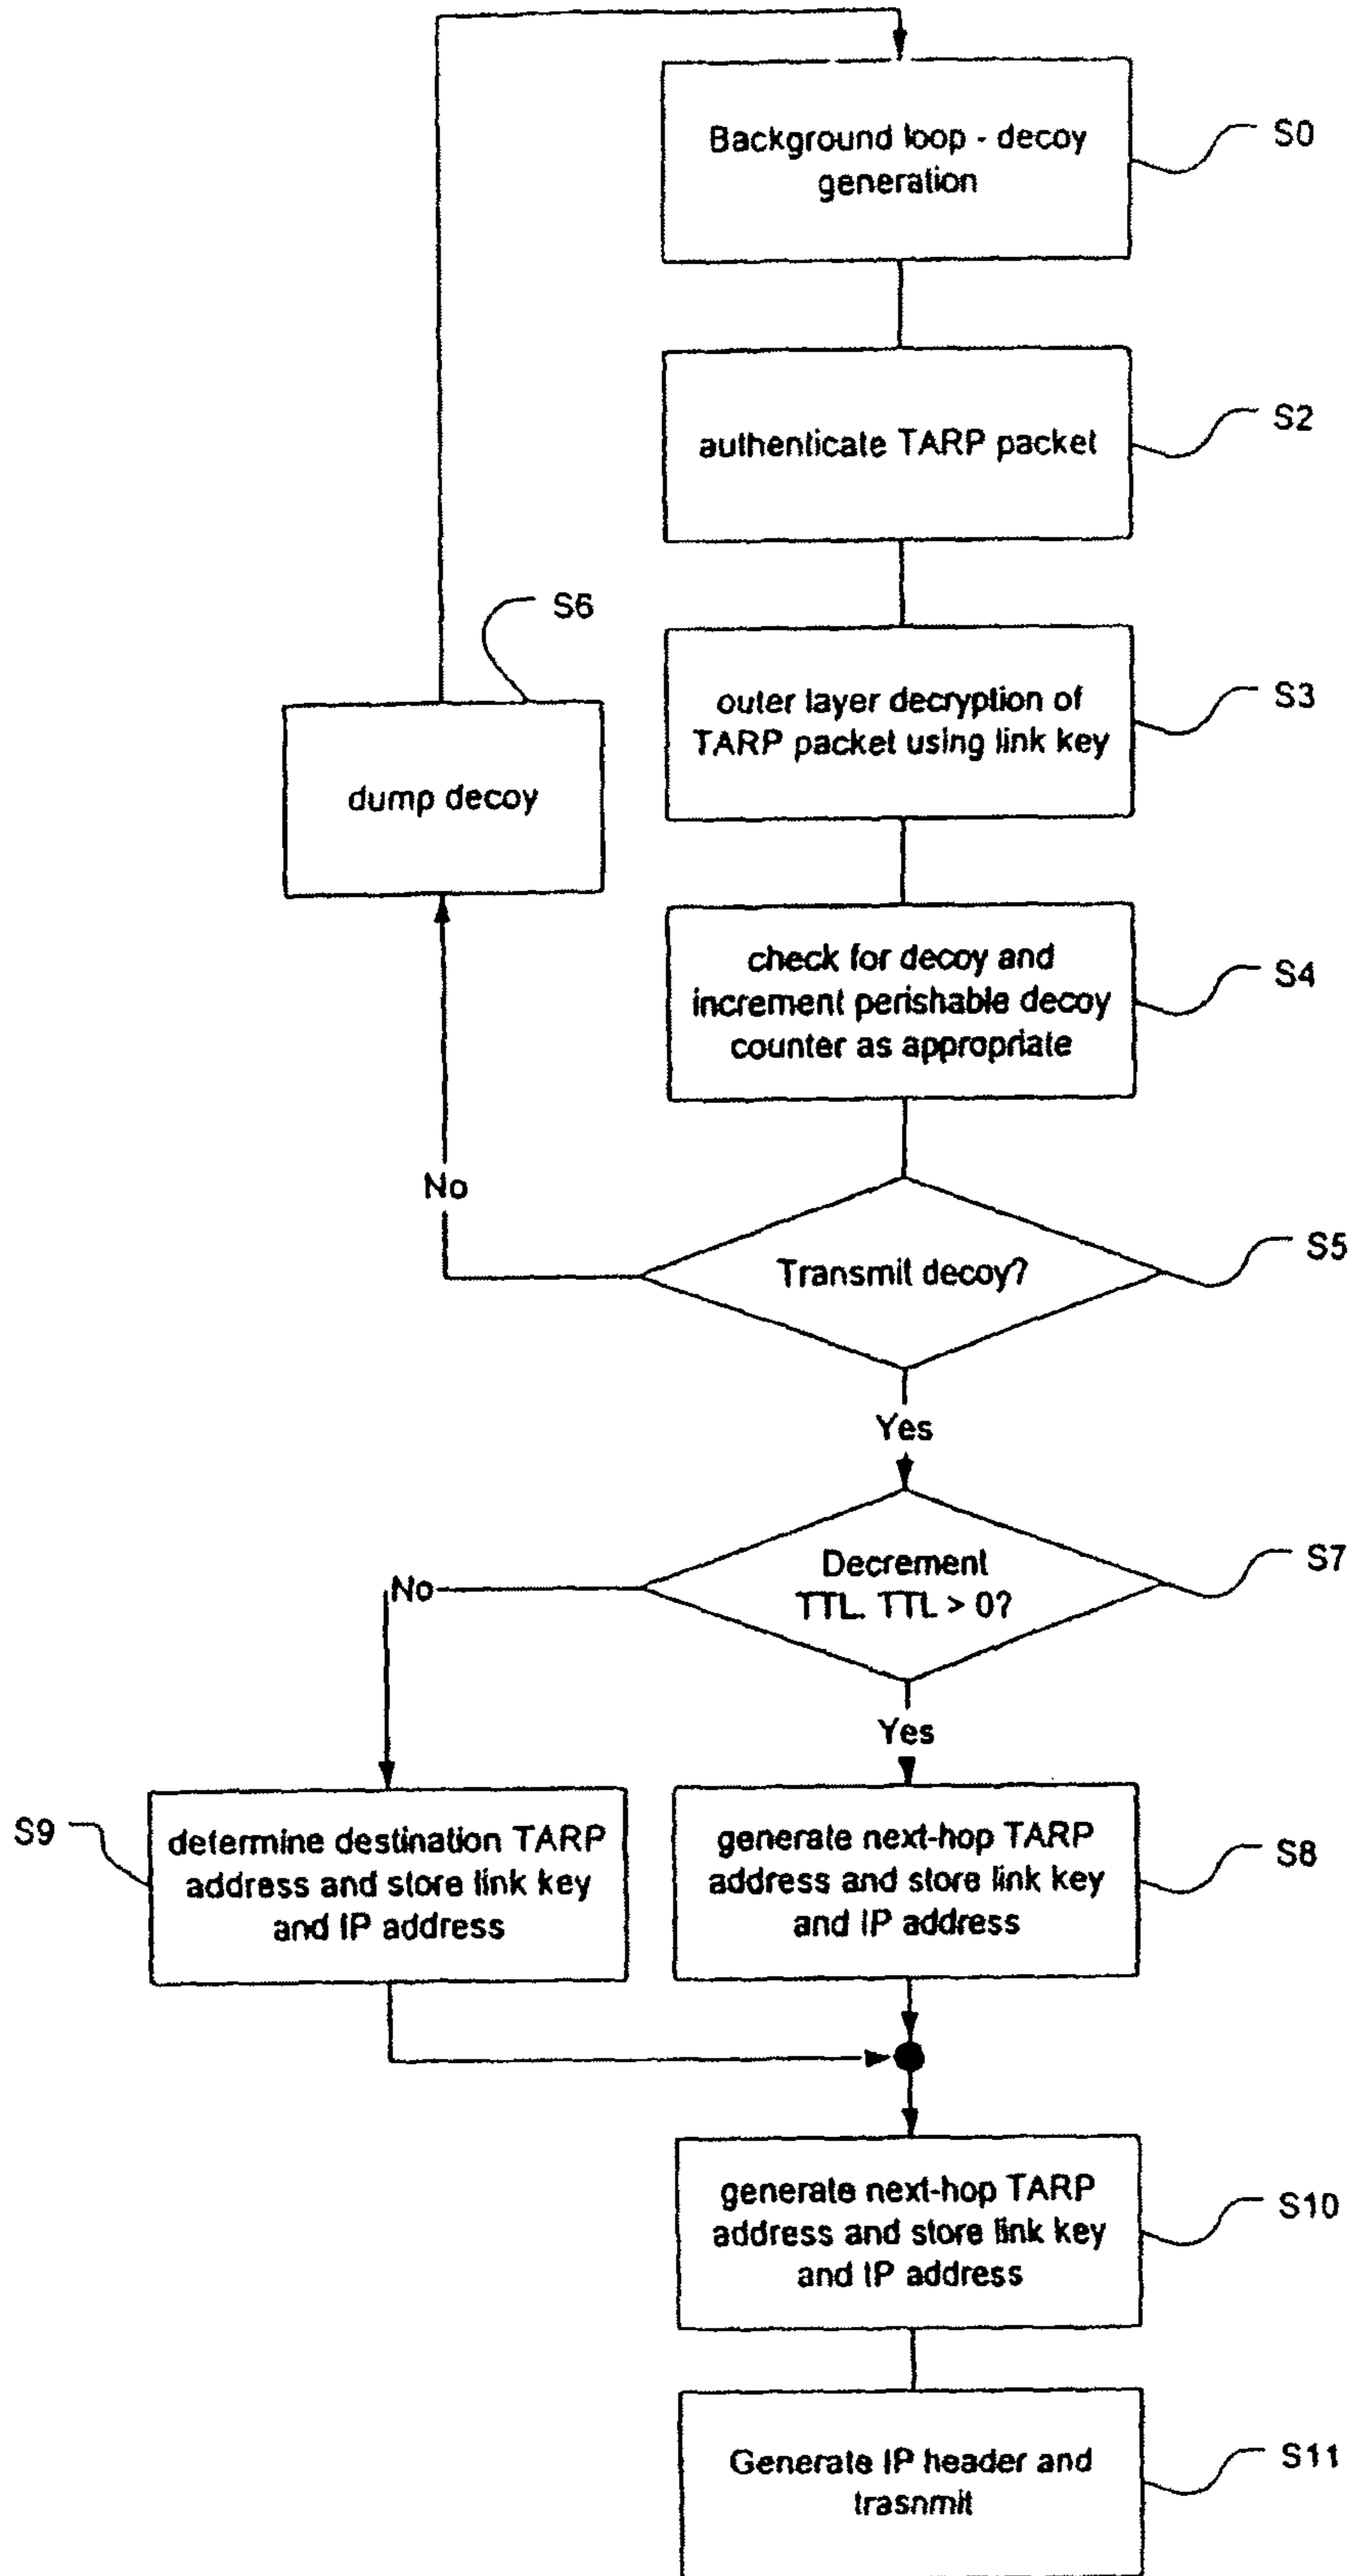 Background loop - decoy
generation
S0
authenticate TARP packet
S2
S6
outer layer decryption of
TARP packet using link key
S3
dump decoy
check for decoy and
increment perishable decoy
counter as appropriate
S4
No
Transmit decoy?
S5
Yes
Decrement
TTL. TTL > 0?
S7
No
Yes
S9
determine destination TARP
address and store link key
and IP address
generate next-hop TARP
address and store link key
and IP address
S8
generate next-hop TARP
address and store link key
and IP address
S10
Generate IP header and
trasnmit
S11